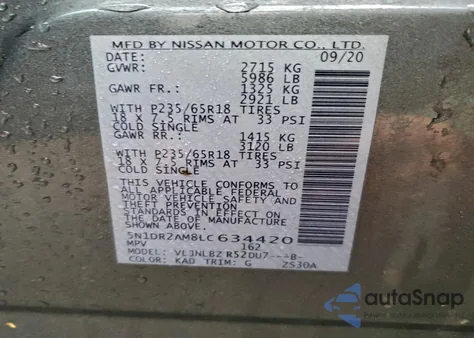 MFD BY NISSAN MOTOR CO., LTD.
DATE: 09/20
GVWR: 2715 KG
5986 LB
GAWR FR.: 1325 KG
2921 LB
WITH P235/65R18 TIRES
18 X 7.5 RIMS AT 33 PSI
COLD SINGLE
GAWR RR.: 1415 KG
3120 LB
WITH P235/65R18 TIRES
18 X 7.5 RIMS AT 33 PSI
COLD SINGLE
THIS VEHICLE CONFORMS TO
ALL APPLICABLE FEDERAL
MOTOR VEHICLE SAFETY AND
THEFT PREVENTION
STANDARDS IN EFFECT ON
THE DATE OF MANUFACTURE
SHOWN ABOVE.
5N1DR2AM8LC634420
MPV 162
MODEL: VLJNLBZ R52DU7---B-
COLOR: KAD TRIM: G ZS30A
autoSnap